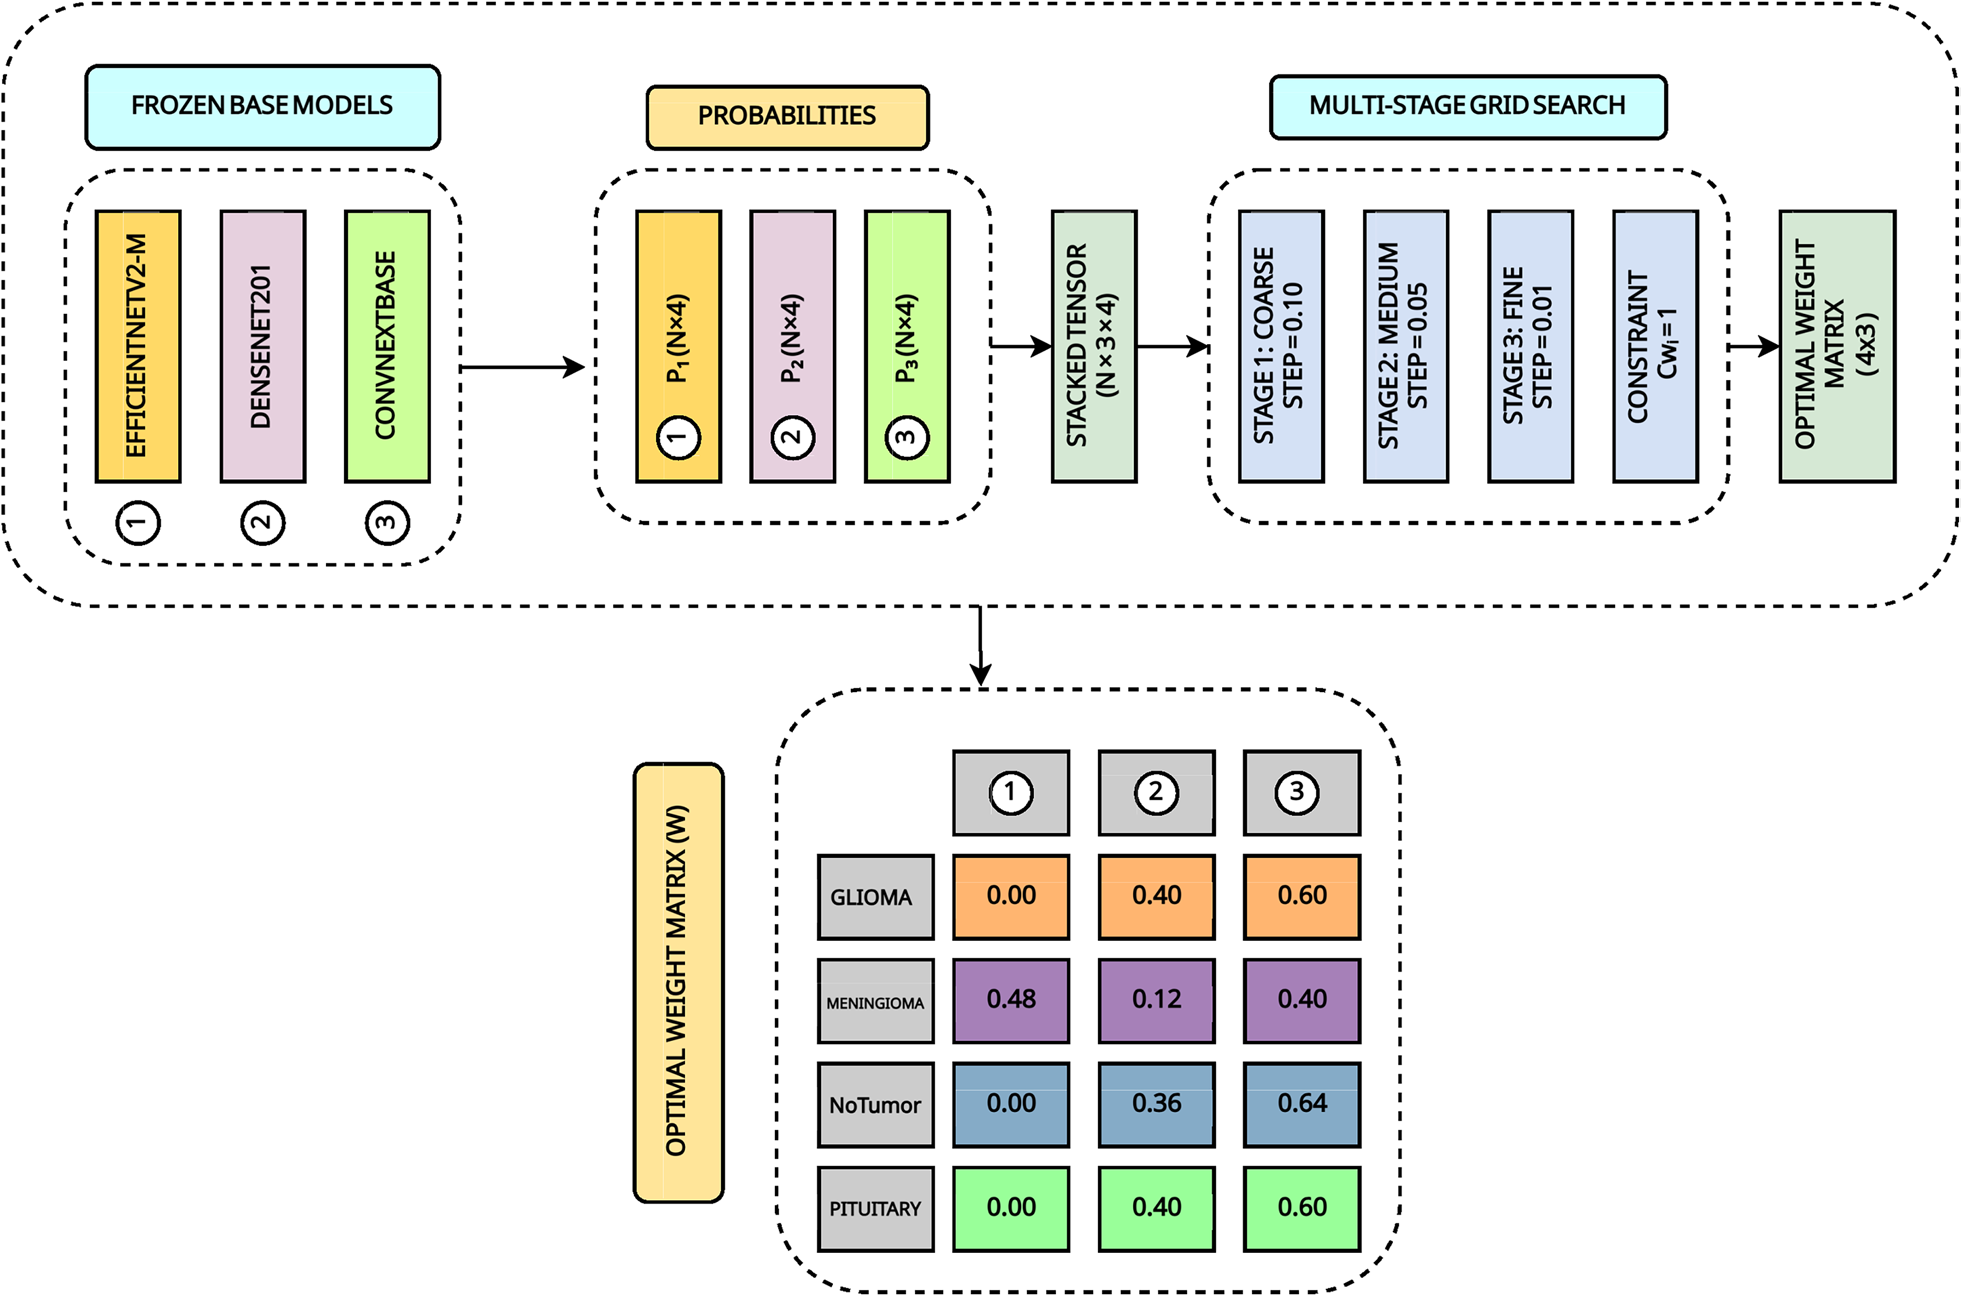 FROZEN BASE MODELS
PROBABILITIES
MULTI-STAGE GRID SEARCH
EFFICIENTNETV2-M
DENSENET201
CONVNEXTBASE
1
2
3
P₁ (N×4)
P₂ (N×4)
P₃ (N×4)
1
2
3
STACKED TENSOR
(N × 3 × 4)
STAGE 1: COARSE
STEP = 0.10
STAGE 2: MEDIUM
STEP = 0.05
STAGE 3: FINE
STEP = 0.01
CONSTRAINT
Cwᵢ = 1
OPTIMAL WEIGHT
MATRIX
(4x3)
OPTIMAL WEIGHT MATRIX (W)
1 2 3
GLIOMA 0.00 0.40 0.60
MENINGIOMA 0.48 0.12 0.40
NoTumor 0.00 0.36 0.64
PITUITARY 0.00 0.40 0.60